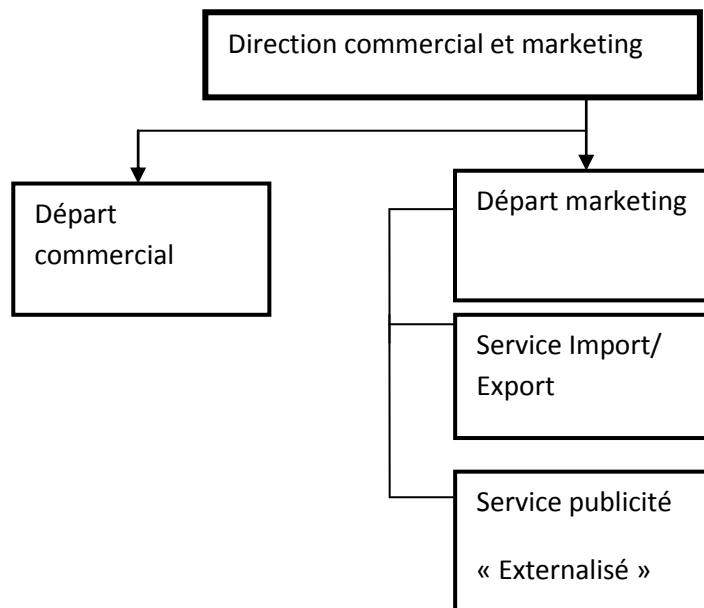 Direction commercial et marketing
Départ
commercial
Départ marketing
Service Import/
Export
Service publicité
« Externalisé »